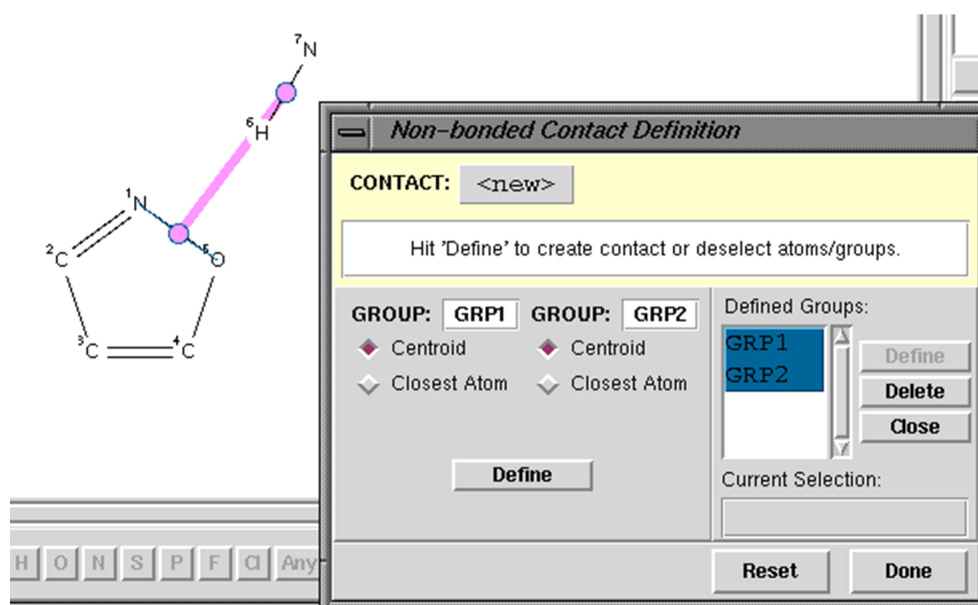 7N
6H
1N
2C
5O
3C
4C
Non-bonded Contact Definition
CONTACT: <new>
Hit 'Define' to create contact or deselect atoms/groups.
GROUP: GRP1 GROUP: GRP2
Centroid Centroid
Closest Atom Closest Atom
Define
Defined Groups:
GRP1
GRP2
Define
Delete
Close
Current Selection:
H O N S P F Cl Any
Reset Done